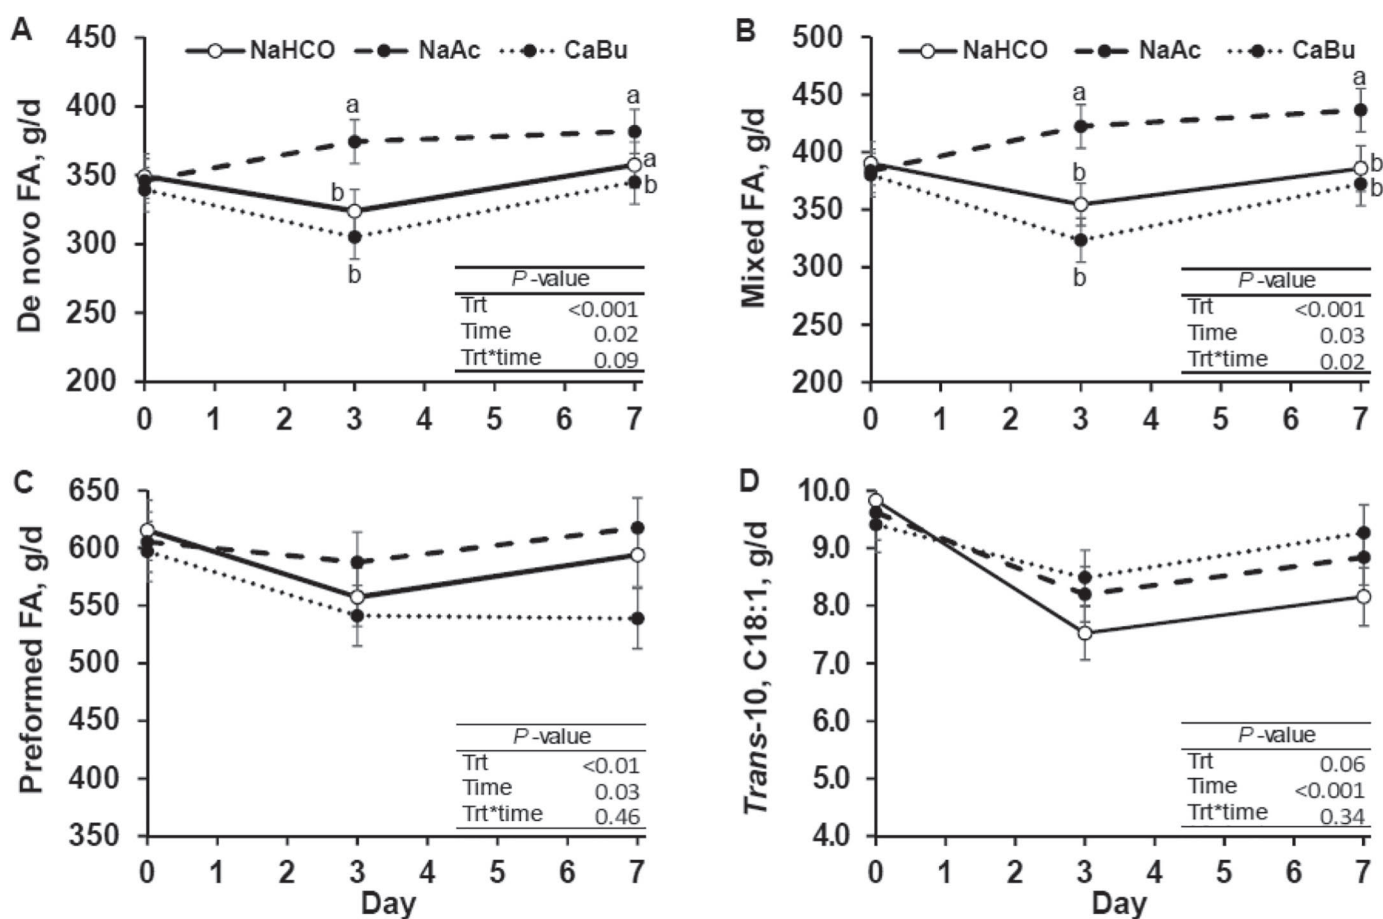 A
De novo FA, g/d
450
400
350
300
250
200
NaHCO NaAc CaBu
a
a
b
a
b
b
P-value
Trt <0.001
Time 0.02
Trt*time 0.09
0 1 2 3 4 5 6 7
B
Mixed FA, g/d
500
450
400
350
300
250
200
NaHCO NaAc CaBu
a
a
b
b
b
b
P-value
Trt <0.001
Time 0.03
Trt*time 0.02
0 1 2 3 4 5 6 7
C
Preformed FA, g/d
650
600
550
500
450
400
350
P-value
Trt <0.01
Time 0.03
Trt*time 0.46
0 1 2 3 4 5 6 7
Day
D
Trans-10, C18:1, g/d
10.0
9.0
8.0
7.0
6.0
5.0
4.0
P-value
Trt 0.06
Time <0.001
Trt*time 0.34
0 1 2 3 4 5 6 7
Day